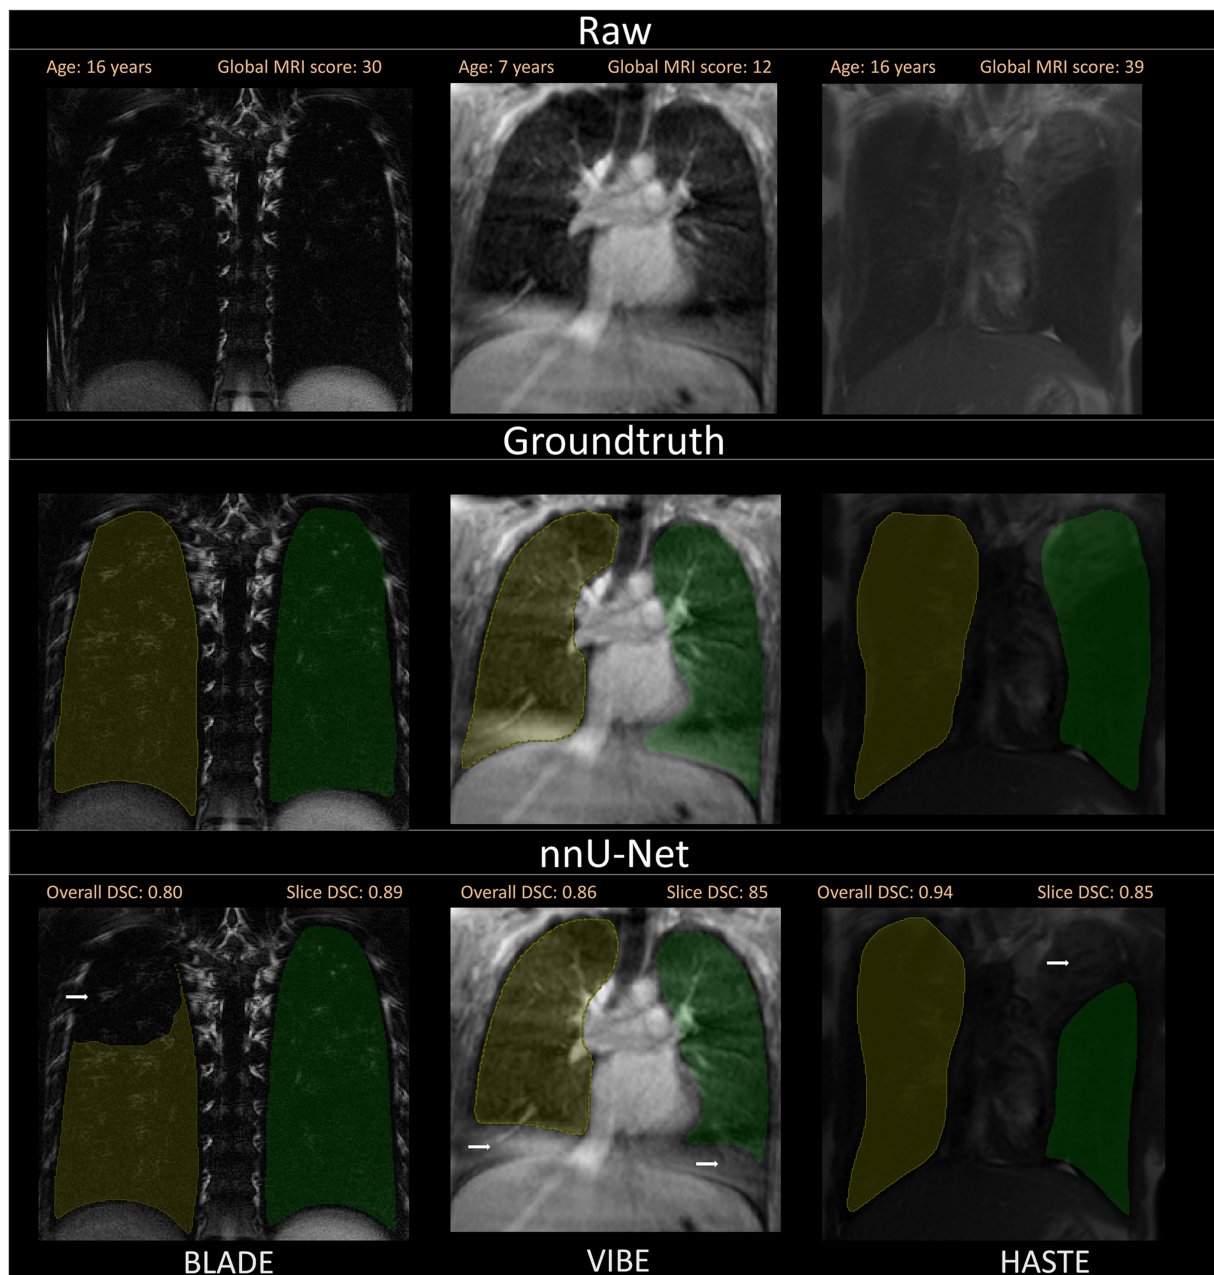 Raw
Age: 16 years Global MRI score: 30 Age: 7 years Global MRI score: 12 Age: 16 years Global MRI score: 39
Groundtruth
nnU-Net
Overall DSC: 0.80 Slice DSC: 0.89 Overall DSC: 0.86 Slice DSC: 85 Overall DSC: 0.94 Slice DSC: 0.85
BLADE VIBE HASTE